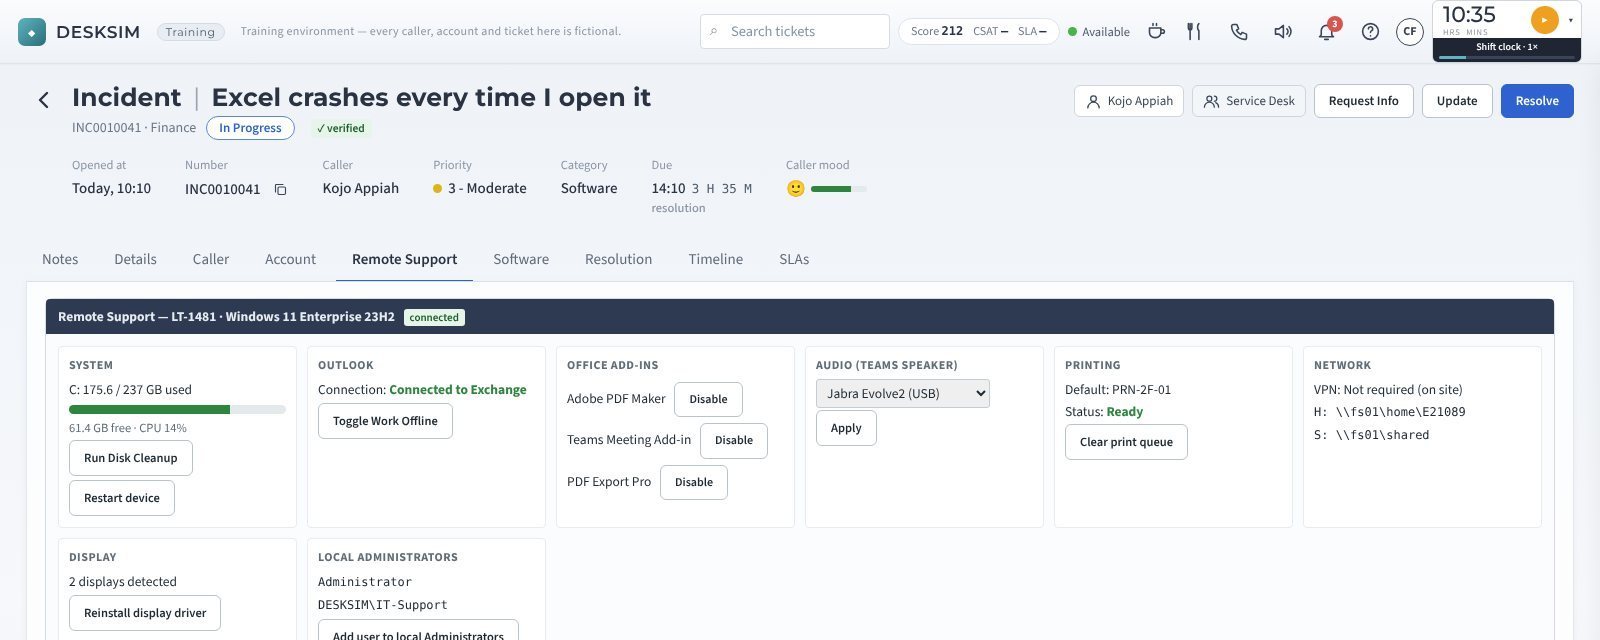 DESKSIM Training Training environment — every caller, account and ticket here is fictional. Search tickets Score 212 CSAT – SLA – Available 3 CF 10:35
HRS MINS
Shift clock · 1×
Incident | Excel crashes every time I open it
Kojo Appiah Service Desk Request Info Update Resolve
INC0010041 · Finance In Progress ✓ verified
Opened at Number Caller Priority Category Due Caller mood
Today, 10:10 INC0010041 Kojo Appiah 3 - Moderate Software 14:10 3 H 35 M
resolution
Notes Details Caller Account Remote Support Software Resolution Timeline SLAs
Remote Support — LT-1481 · Windows 11 Enterprise 23H2 connected
SYSTEM
C: 175.6 / 237 GB used
61.4 GB free · CPU 14%
Run Disk Cleanup
Restart device
OUTLOOK
Connection: Connected to Exchange
Toggle Work Offline
OFFICE ADD-INS
Adobe PDF Maker Disable
Teams Meeting Add-in Disable
PDF Export Pro Disable
AUDIO (TEAMS SPEAKER)
Jabra Evolve2 (USB)
Apply
PRINTING
Default: PRN-2F-01
Status: Ready
Clear print queue
NETWORK
VPN: Not required (on site)
H: \\fs01\home\E21089
S: \\fs01\shared
DISPLAY
2 displays detected
Reinstall display driver
LOCAL ADMINISTRATORS
Administrator
DESKSIM\IT-Support
Add user to local Administrators